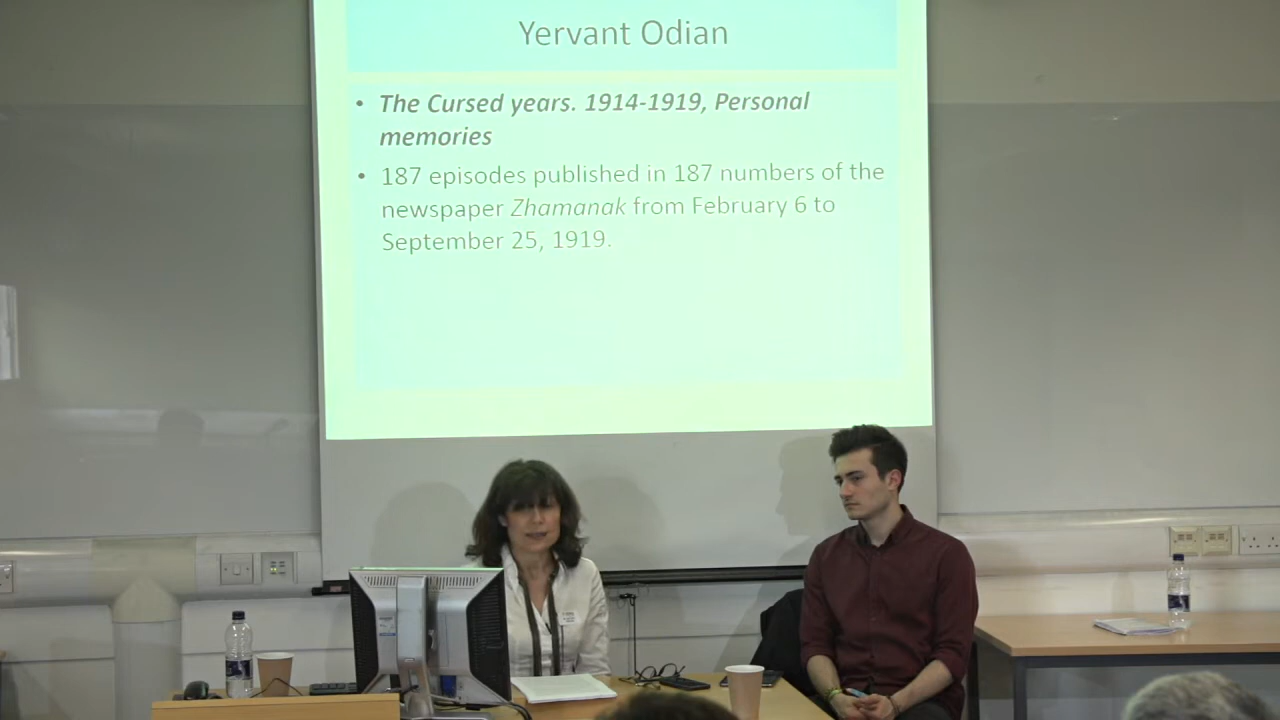 Yervant Odian
• The Cursed years. 1914-1919, Personal
memories
• 187 episodes published in 187 numbers of the
newspaper Zhamanak from February 6 to
September 25, 1919.